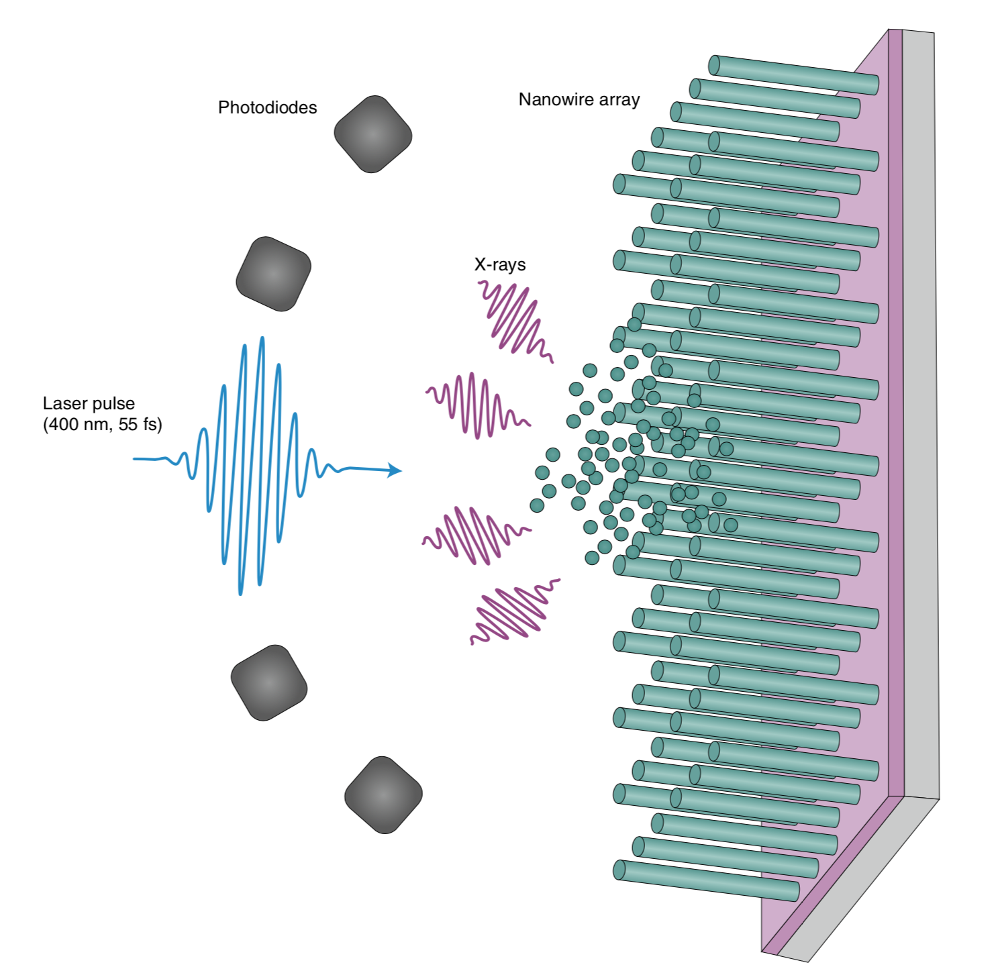 Photodiodes
Nanowire array
X-rays
Laser pulse
(400 nm, 55 fs)